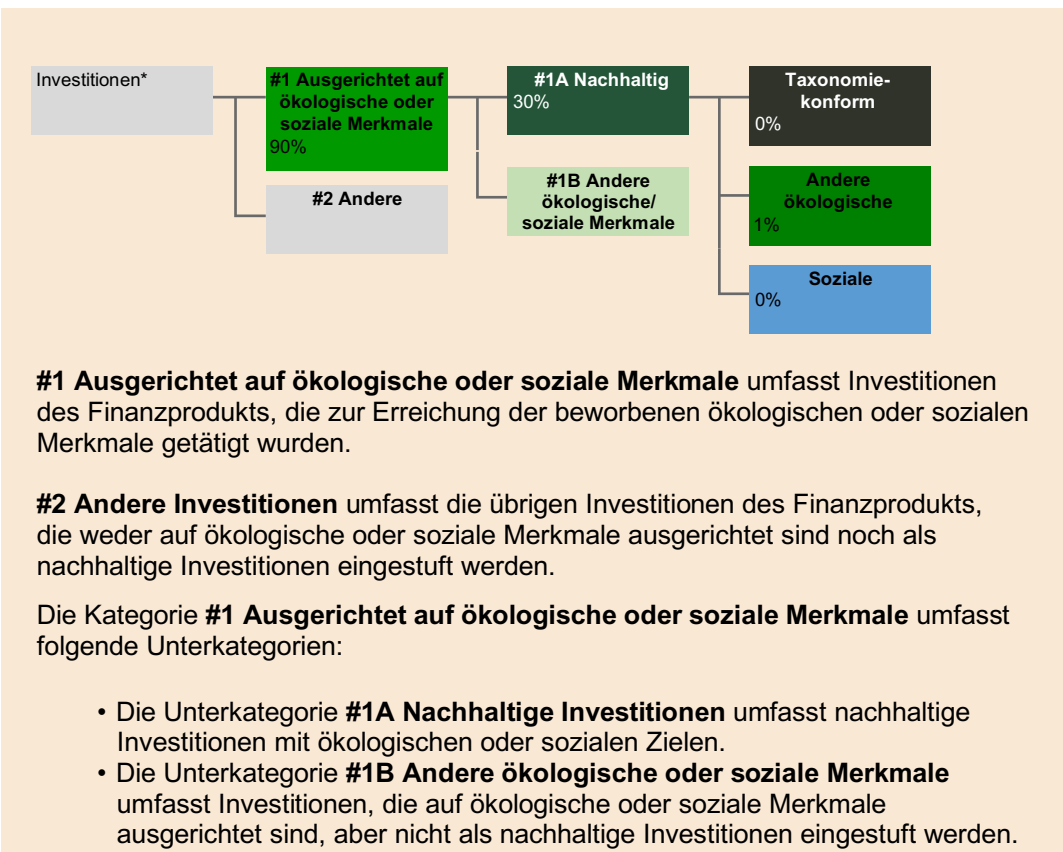 Investitionen*
#1 Ausgerichtet auf
ökologische oder
soziale Merkmale
90%
#2 Andere
#1A Nachhaltig
30%
#1B Andere
ökologische/
soziale Merkmale
Taxonomie-
konform
0%
Andere
ökologische
1%
Soziale
0%
#1 Ausgerichtet auf ökologische oder soziale Merkmale umfasst Investitionen
des Finanzprodukts, die zur Erreichung der beworbenen ökologischen oder sozialen
Merkmale getätigt wurden.
#2 Andere Investitionen umfasst die übrigen Investitionen des Finanzprodukts,
die weder auf ökologische oder soziale Merkmale ausgerichtet sind noch als
nachhaltige Investitionen eingestuft werden.
Die Kategorie #1 Ausgerichtet auf ökologische oder soziale Merkmale umfasst
folgende Unterkategorien:
• Die Unterkategorie #1A Nachhaltige Investitionen umfasst nachhaltige
Investitionen mit ökologischen oder sozialen Zielen.
• Die Unterkategorie #1B Andere ökologische oder soziale Merkmale
umfasst Investitionen, die auf ökologische oder soziale Merkmale
ausgerichtet sind, aber nicht als nachhaltige Investitionen eingestuft werden.